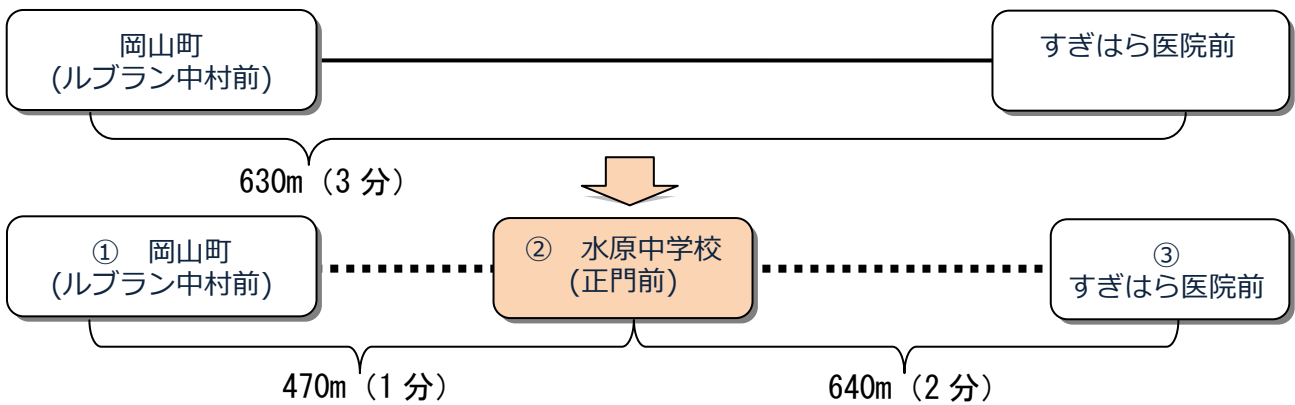 岡山町
(ルブラン中村前)
すぎはら医院前
630m（3 分）
①　岡山町
(ルブラン中村前)
②　水原中学校
(正門前)
③
すぎはら医院前
470m（1 分）
640m（2 分）